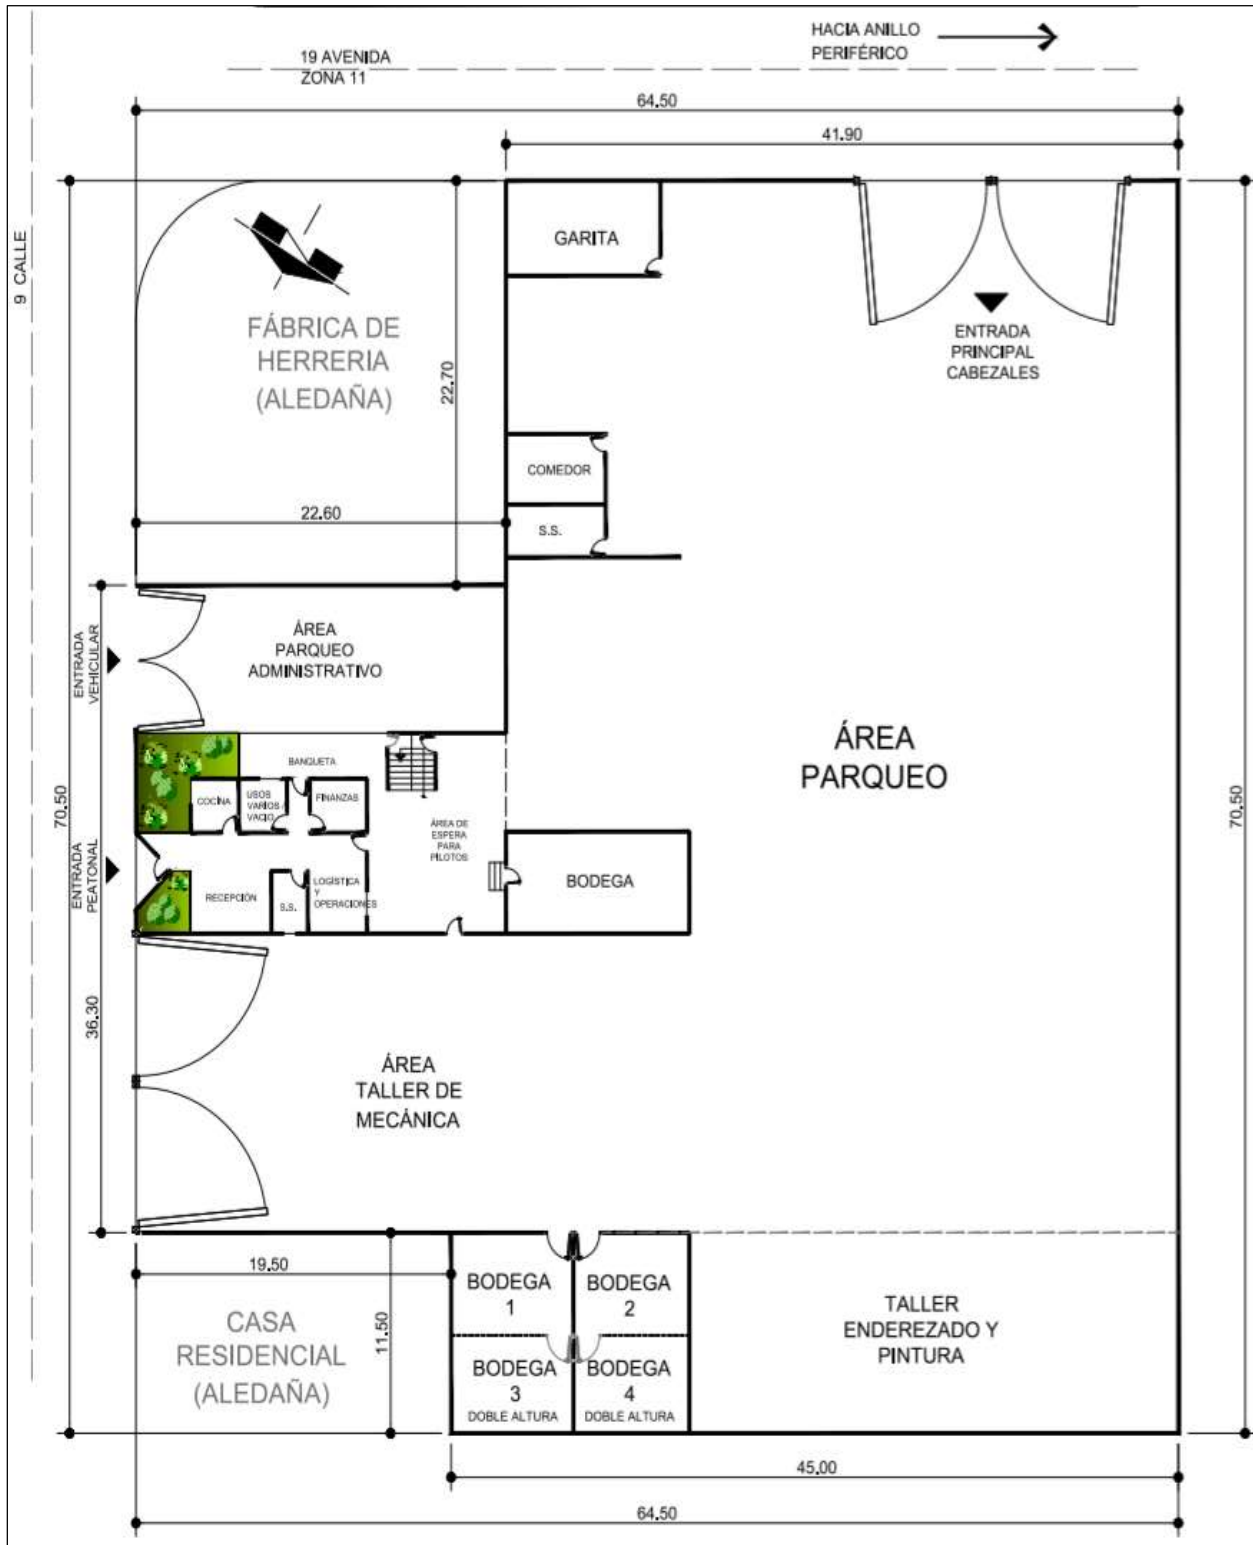 HACIA ANILLO
PERIFÉRICO
19 AVENIDA
ZONA 11
64.50
41.90
9 CALLE
GARITA
FÁBRICA DE
HERRERIA
(ALEDAÑA)
22.70
ENTRADA
PRINCIPAL
CABEZALES
COMEDOR
22.60
S.S.
ENTRADA
VEHICULAR
ÁREA
PARQUEO
ADMINISTRATIVO
ÁREA
PARQUEO
70.50
70.50
BANQUETA
COCINA
USOS
VARIOS /
VACIO
FINANZAS
ÁREA DE
ESPERA
PARA
PILOTOS
ENTRADA
PEATONAL
RECEPCIÓN
S.S.
LOGÍSTICA
Y
OPERACIONES
BODEGA
36.30
ÁREA
TALLER DE
MECÁNICA
19.50
11.50
CASA
RESIDENCIAL
(ALEDAÑA)
BODEGA
1
BODEGA
2
BODEGA
3
DOBLE ALTURA
BODEGA
4
DOBLE ALTURA
TALLER
ENDEREZADO Y
PINTURA
45.00
64.50